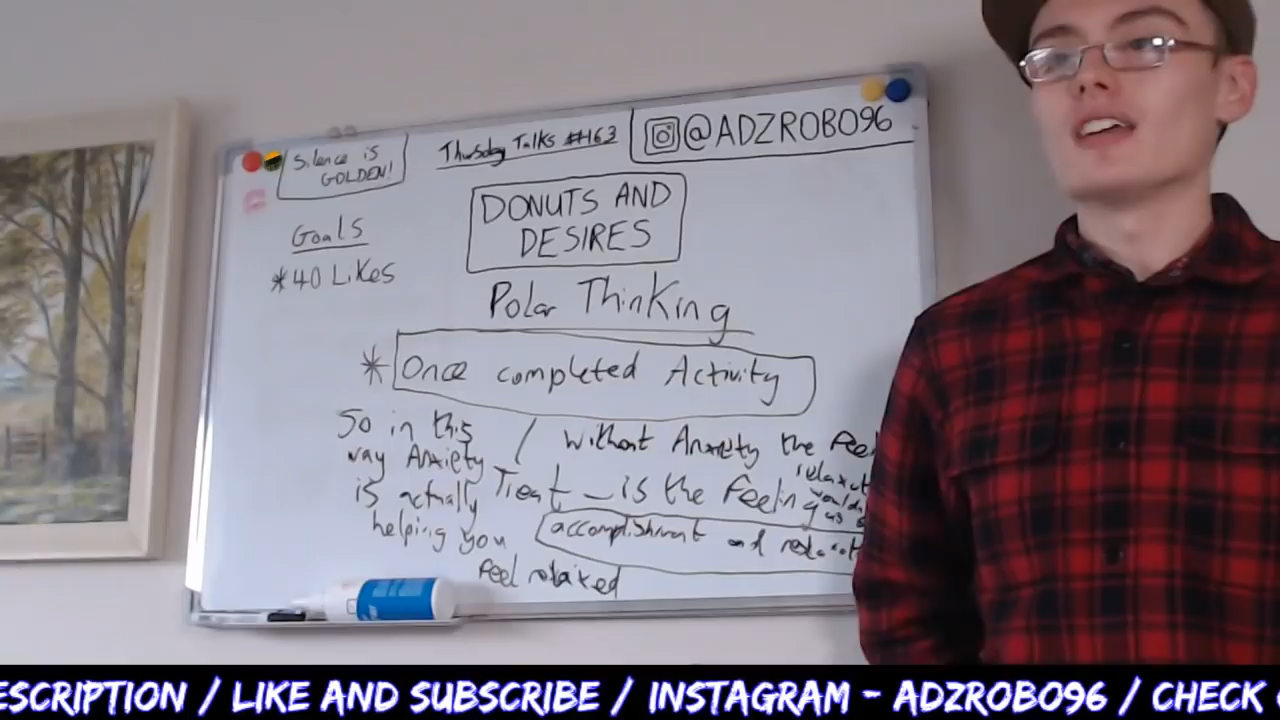 Silence is
GOLDEN!
Thursday Talks #163
@ADZROBO96
DONUTS AND
DESIRES
Goals
*40 Likes
Polar Thinking
* Once completed Activity
So in this
way Anxiety
is actually
helping you
feel relaxed
/ without Anxiety the
Treat - is the feeling
accomplishment and
ESCRIPTION / LIKE AND SUBSCRIBE / INSTAGRAM - ADZROBO96 / CHECK